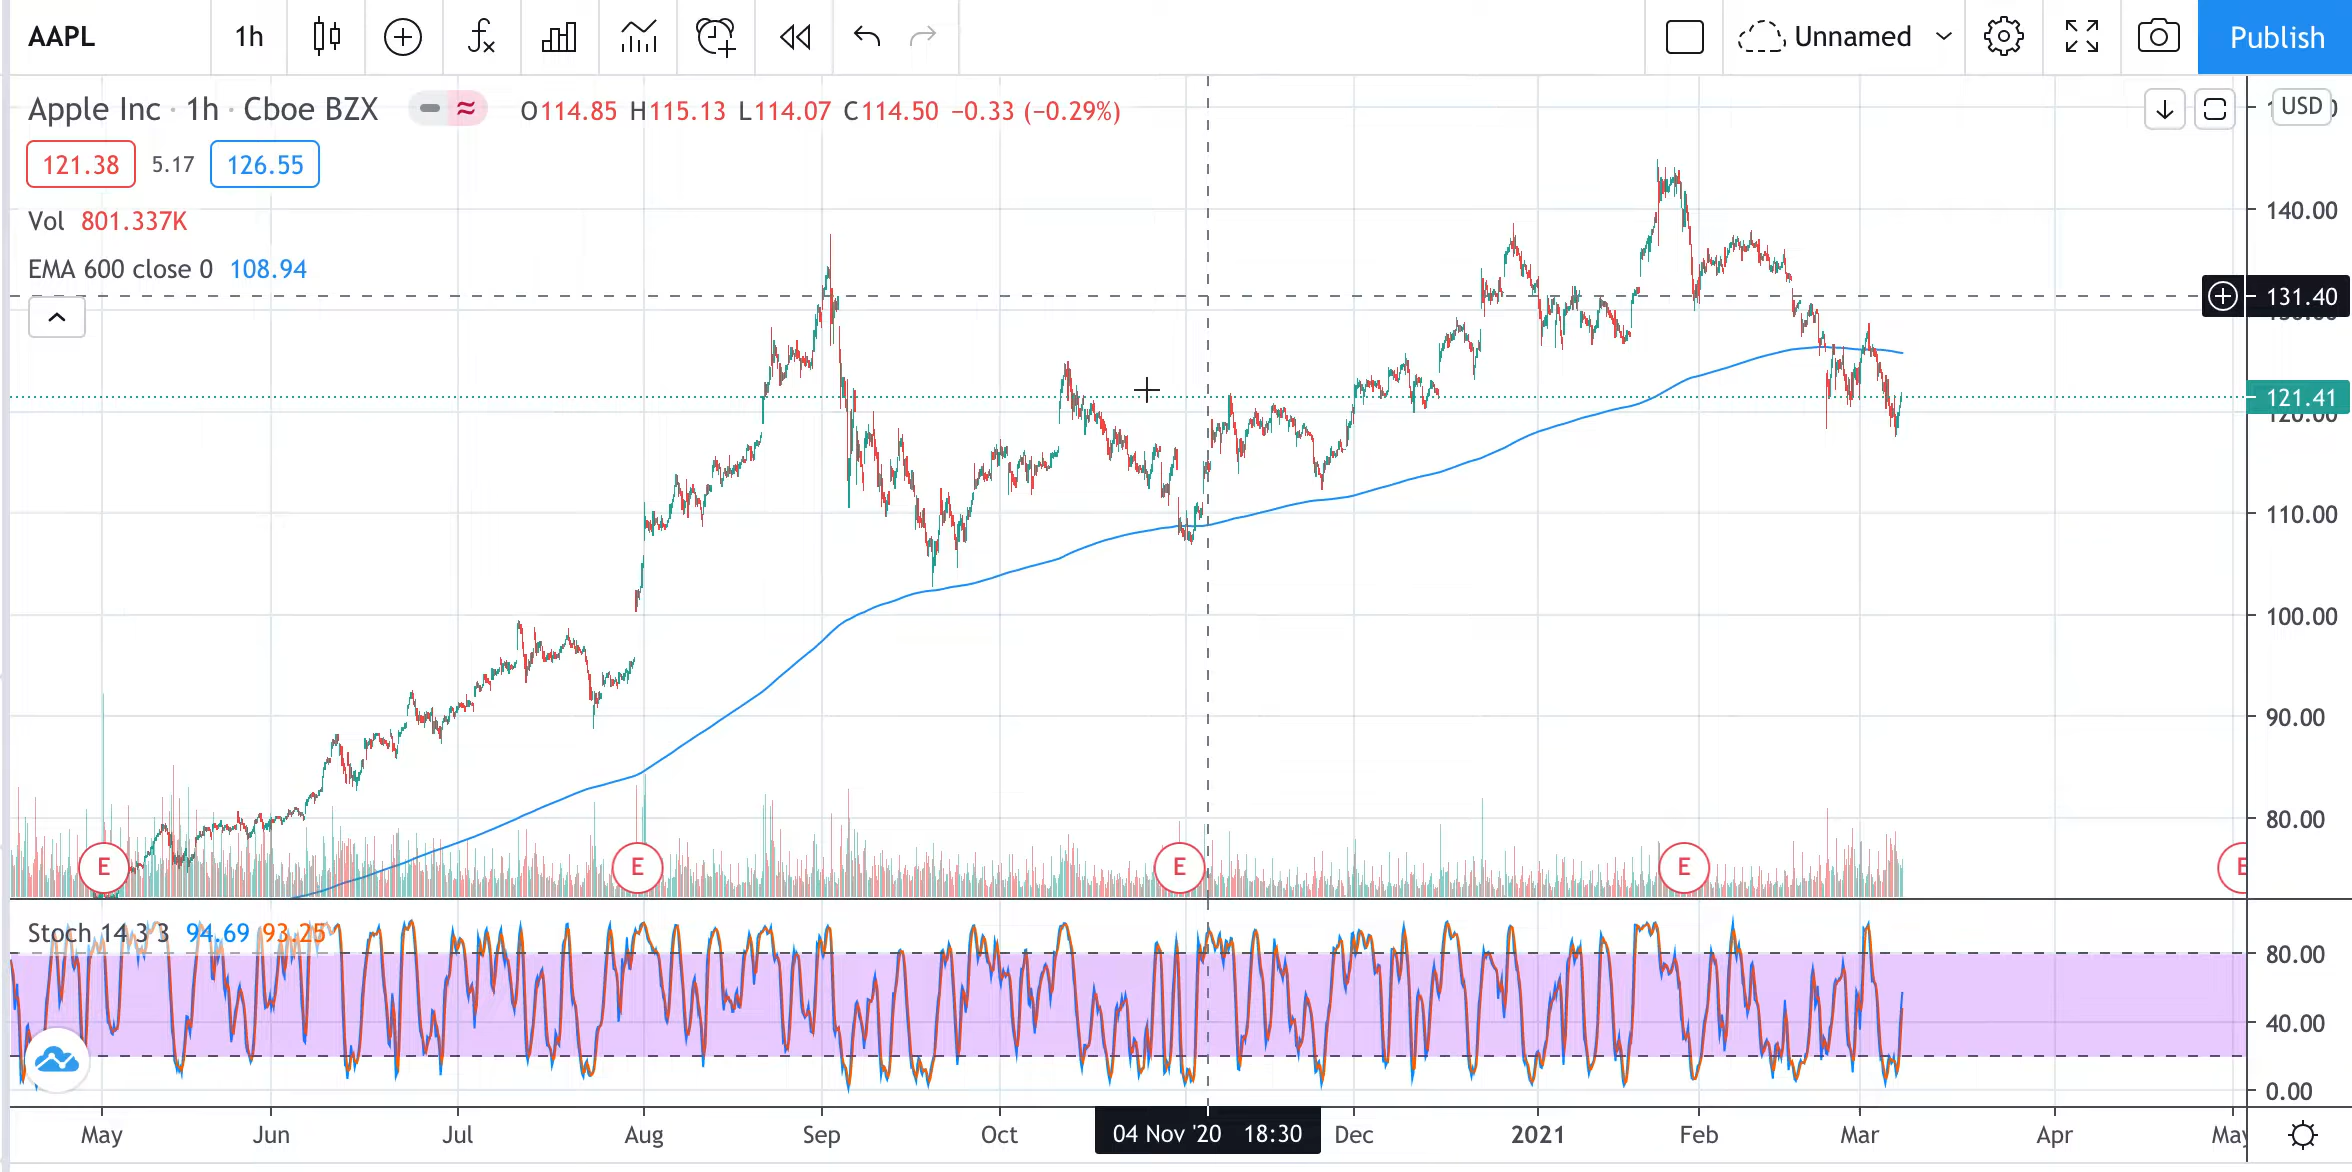 AAPL 1h Unnamed Publish
Apple Inc · 1h · Cboe BZX O114.85 H115.13 L114.07 C114.50 −0.33 (−0.29%) USD
121.38 5.17 126.55
Vol 801.337K
EMA 600 close 0 108.94
140.00
131.40
121.41
120.00
110.00
100.00
90.00
80.00
E E E E E
Stoch 14 3 3 94.69 93.25
80.00
40.00
0.00
May Jun Jul Aug Sep Oct 04 Nov '20 18:30 Dec 2021 Feb Mar Apr May